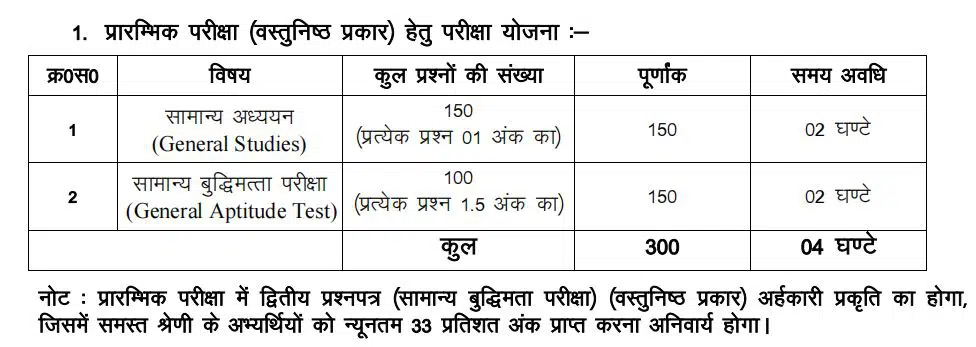 1. प्रारम्भिक परीक्षा (वस्तुनिष्ठ प्रकार) हेतु परीक्षा योजना :–
क्र0स0 विषय कुल प्रश्नों की संख्या पूर्णांक समय अवधि
1 सामान्य अध्ययन (General Studies) 150 (प्रत्येक प्रश्न 01 अंक का) 150 02 घण्टे
2 सामान्य बुद्धिमत्ता परीक्षा (General Aptitude Test) 100 (प्रत्येक प्रश्न 1.5 अंक का) 150 02 घण्टे
कुल 300 04 घण्टे
नोट : प्रारम्भिक परीक्षा में द्वितीय प्रश्नपत्र (सामान्य बुद्धिमता परीक्षा) (वस्तुनिष्ठ प्रकार) अर्हकारी प्रकृति का होगा,
जिसमें समस्त श्रेणी के अभ्यर्थियों को न्यूनतम 33 प्रतिशत अंक प्राप्त करना अनिवार्य होगा।